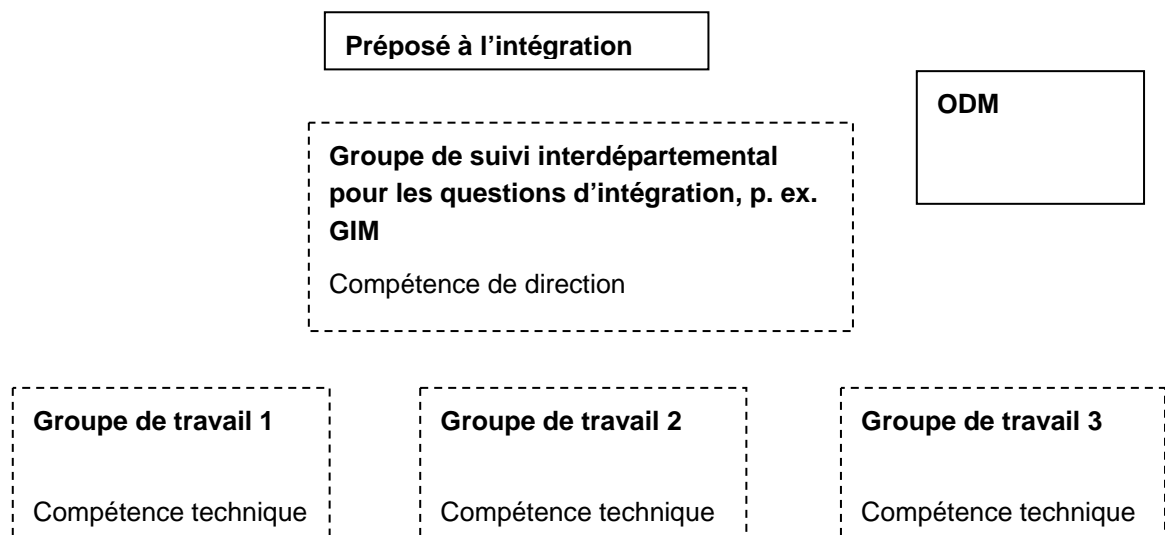 Préposé à l’intégration
ODM
Groupe de suivi interdépartemental
pour les questions d’intégration, p. ex.
GIM
Compétence de direction
Groupe de travail 1
Compétence technique
Groupe de travail 2
Compétence technique
Groupe de travail 3
Compétence technique